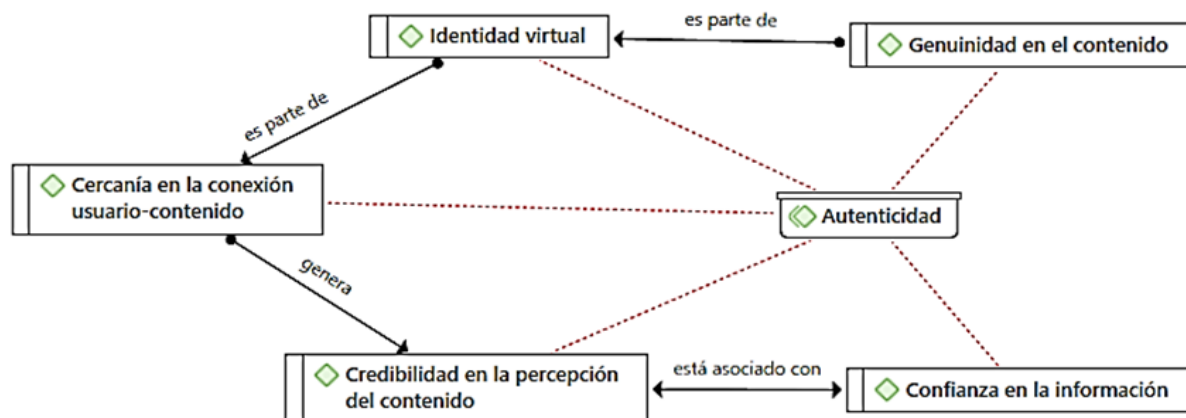 es parte de
Identidad virtual
Genuinidad en el contenido
es parte de
Cercanía en la conexión
usuario-contenido
Autenticidad
genera
Credibilidad en la percepción
del contenido
está asociado con
Confianza en la información